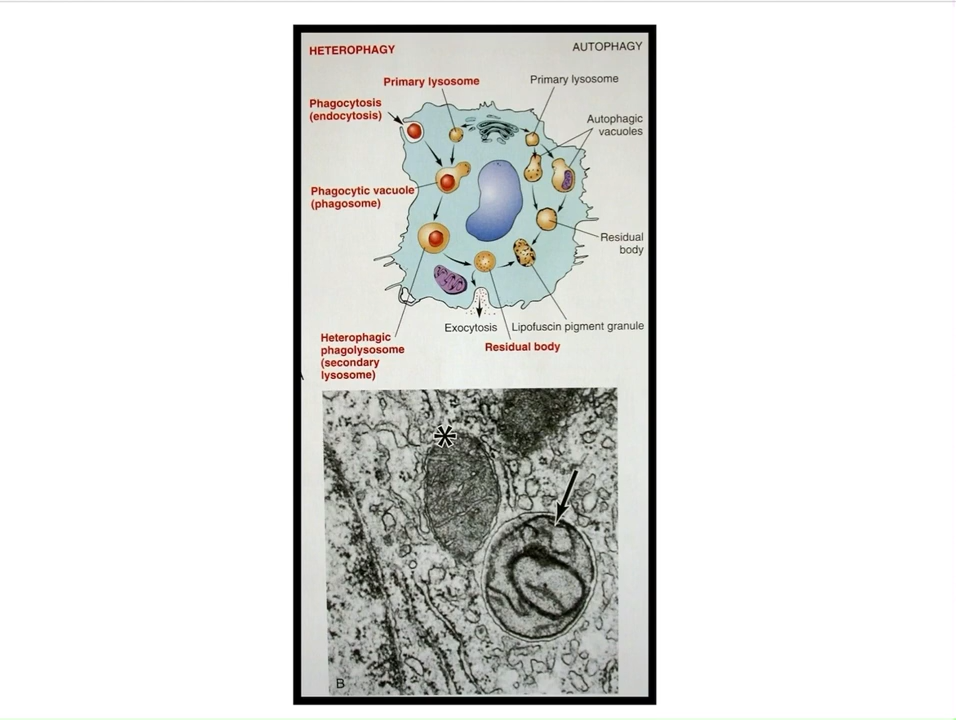 HETEROPHAGY
AUTOPHAGY
Primary lysosome
Primary lysosome
Phagocytosis
(endocytosis)
Autophagic
vacuoles
Phagocytic vacuole
(phagosome)
Residual
body
Exocytosis
Lipofuscin pigment granule
Heterophagic
phagolysosome
(secondary
lysosome)
Residual body
*
B